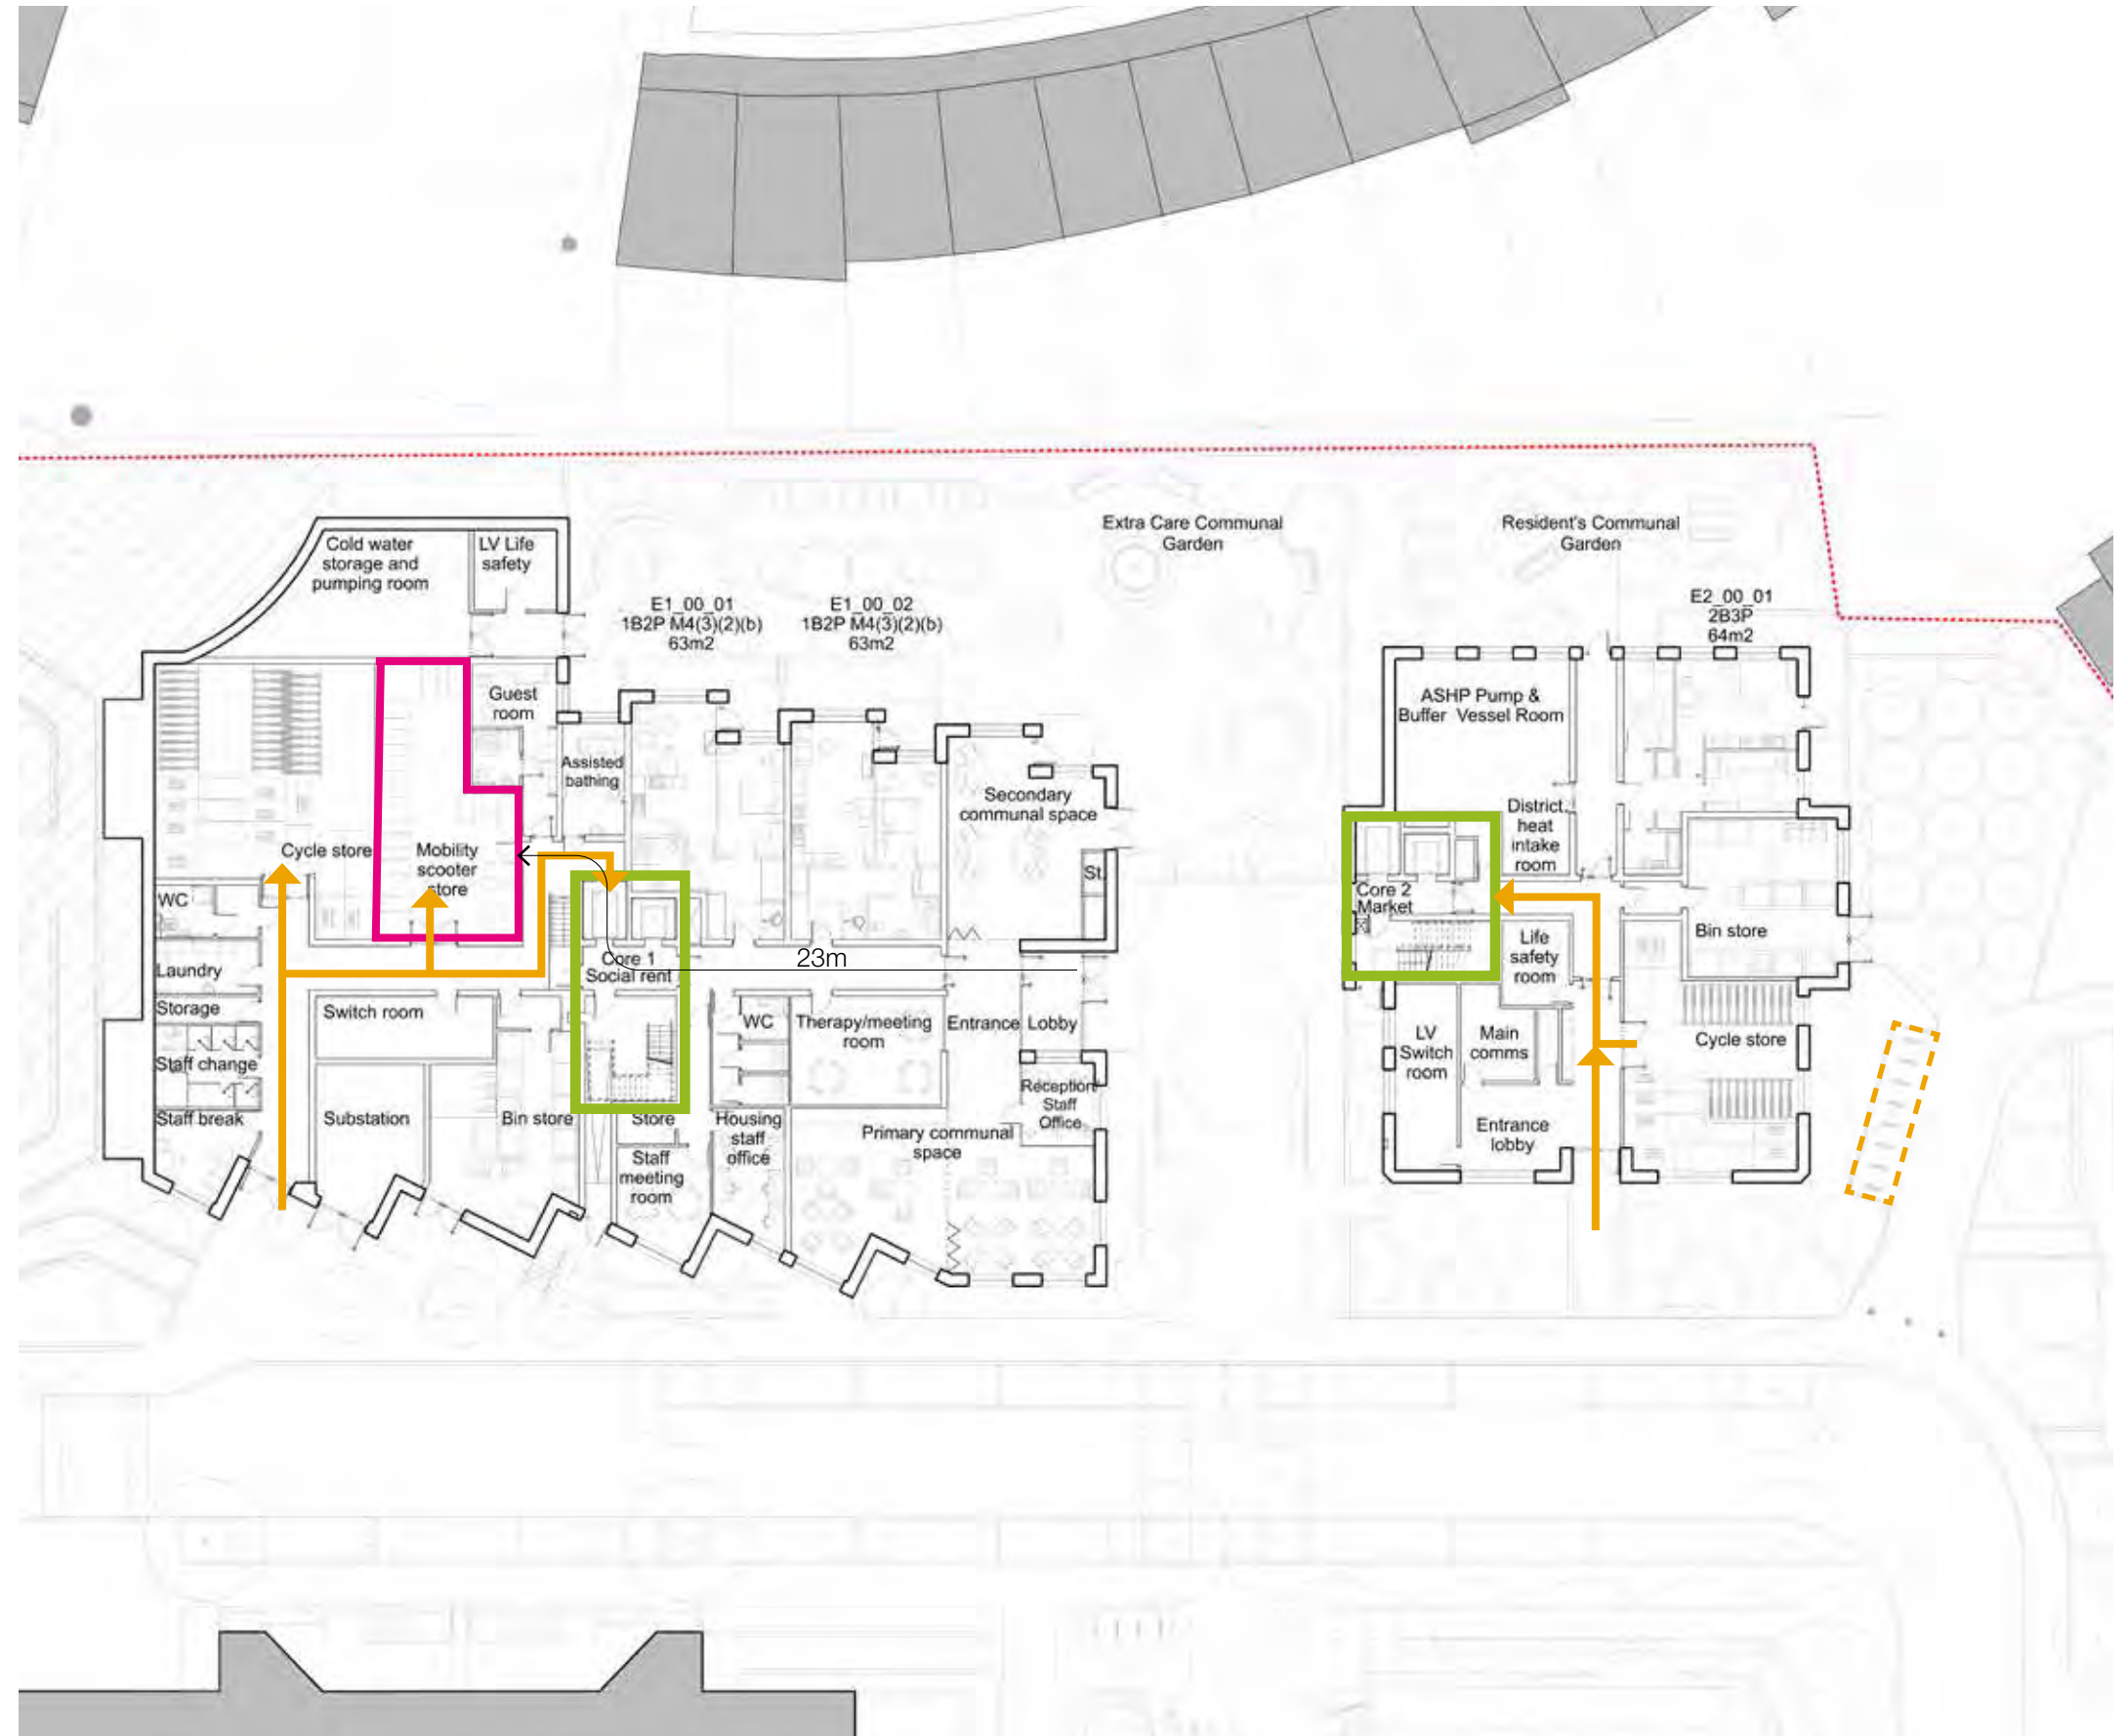 Extra Care Communal
Garden
Resident's Communal
Garden
Cold water
storage and
pumping room
LV Life
safety
E1_00_01
1B2P M4(3)(2)(b)
63m2
E1_00_02
1B2P M4(3)(2)(b)
63m2
E2_00_01
2B3P
64m2
Guest
room
ASHP Pump &
Buffer Vessel Room
Assisted
bathing
Secondary
communal space
District
heat
intake
room
Cycle store
Mobility
scooter
store
St.
WC
Core 2
Market
Life
safety
room
Bin store
Laundry
Core 1
Social rent
23m
Storage
Switch room
WC
Therapy/meeting
room
Entrance
Lobby
LV
Switch
room
Main
comms
Cycle store
Staff change
Reception
Staff
Office
Staff break
Substation
Bin store
Store
Housing
staff
office
Primary communal
space
Entrance
lobby
Staff
meeting
room